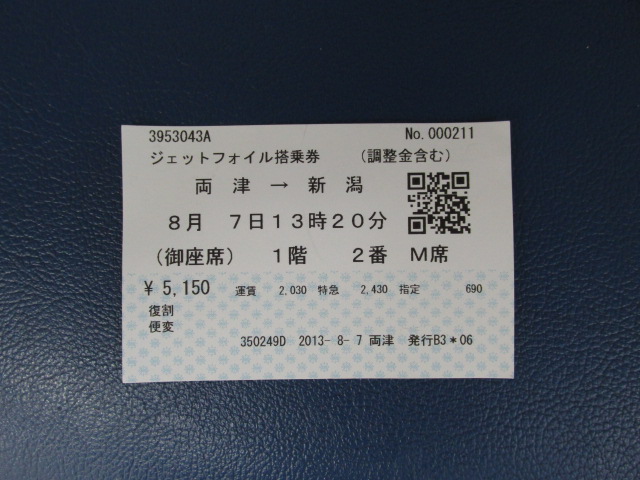 3953043A No.000211
ジェットフォイル搭乗券 (調整金含む)
両津 → 新潟
8月 7日13時20分
(御座席) 1階 2番 M席
¥5,150 運賃 2,030 特急 2,430 指定 690
復割
便変
350249D 2013- 8- 7 両津 発行B3*06